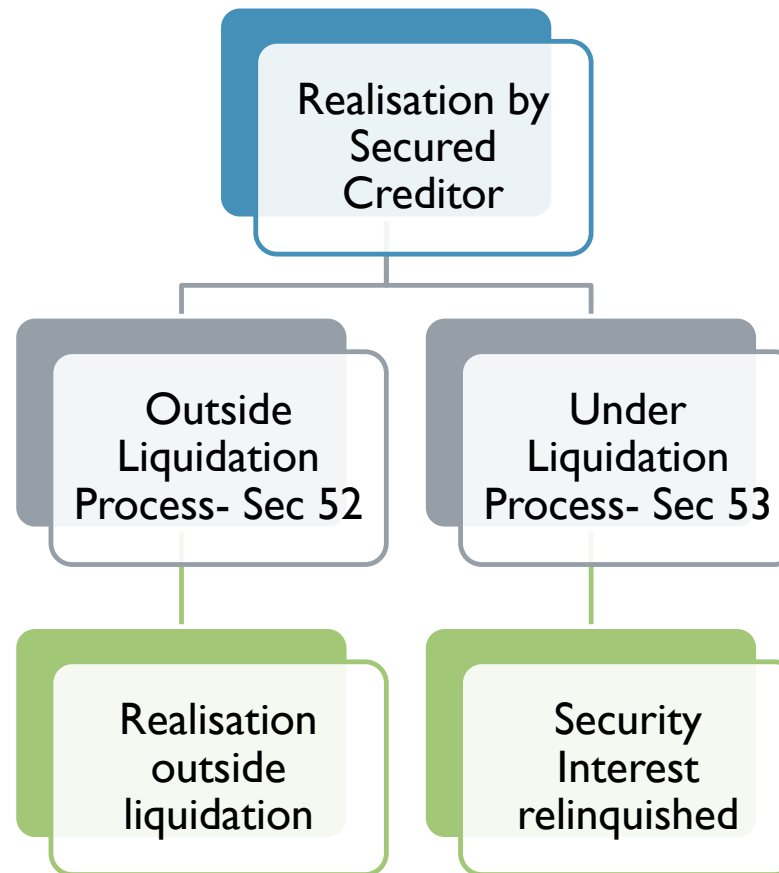 Realisation by
Secured
Creditor
Outside
Liquidation
Process- Sec 52
Under
Liquidation
Process- Sec 53
Realisation
outside
liquidation
Security
Interest
relinquished